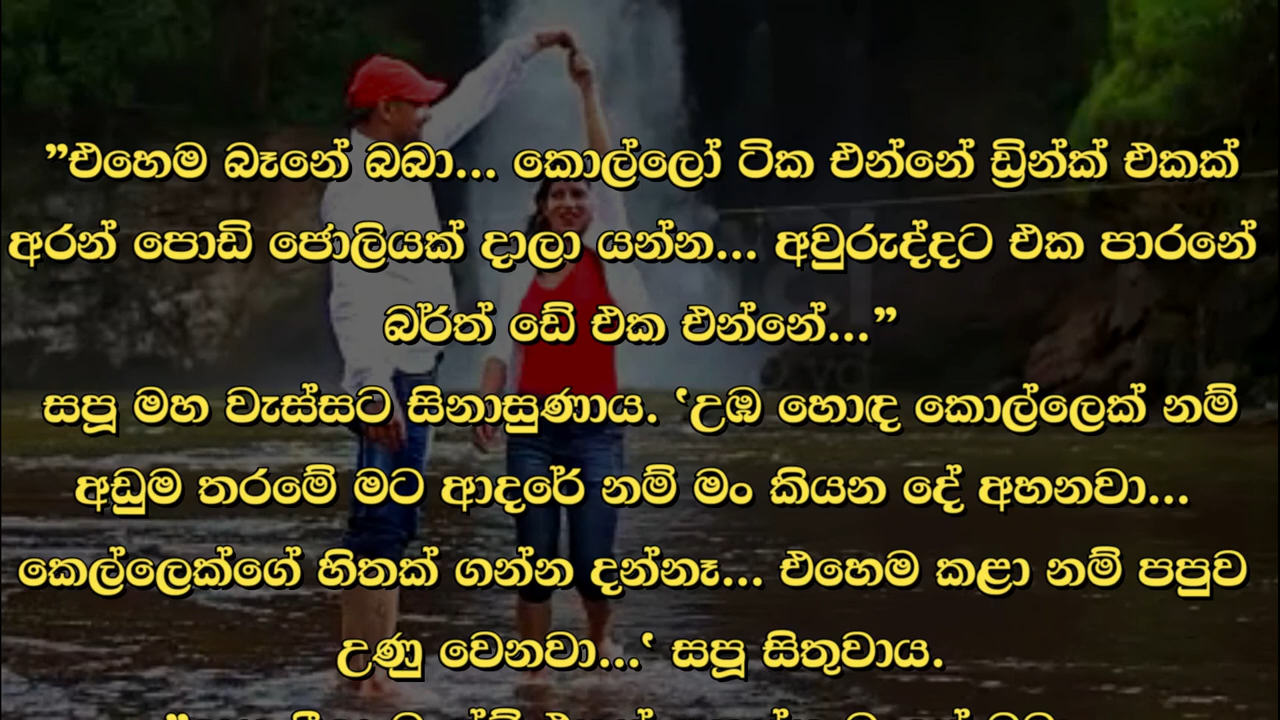 ”එහෙම බෑනේ බබා... කොල්ලෝ ටික එන්නේ ඩ්‍රින්ක් එකක්
අරන් පොඩි ජොලියක් දාලා යන්න... අවුරුද්දට එක පාරනේ
බර්ත් ඩේ එක එන්නේ...”
සපූ මහ වැස්සට සිනාසුණාය. ‘උඹ හොඳ කොල්ලෙක් නම්
අඩුම තරමේ මට ආදරේ නම් මං කියන දේ අහනවා...
කෙල්ලෙක්ගේ හිතක් ගන්න දන්නෑ... එහෙම කළා නම් පපුව
උණු වෙනවා...‘ සපූ සිතුවාය.